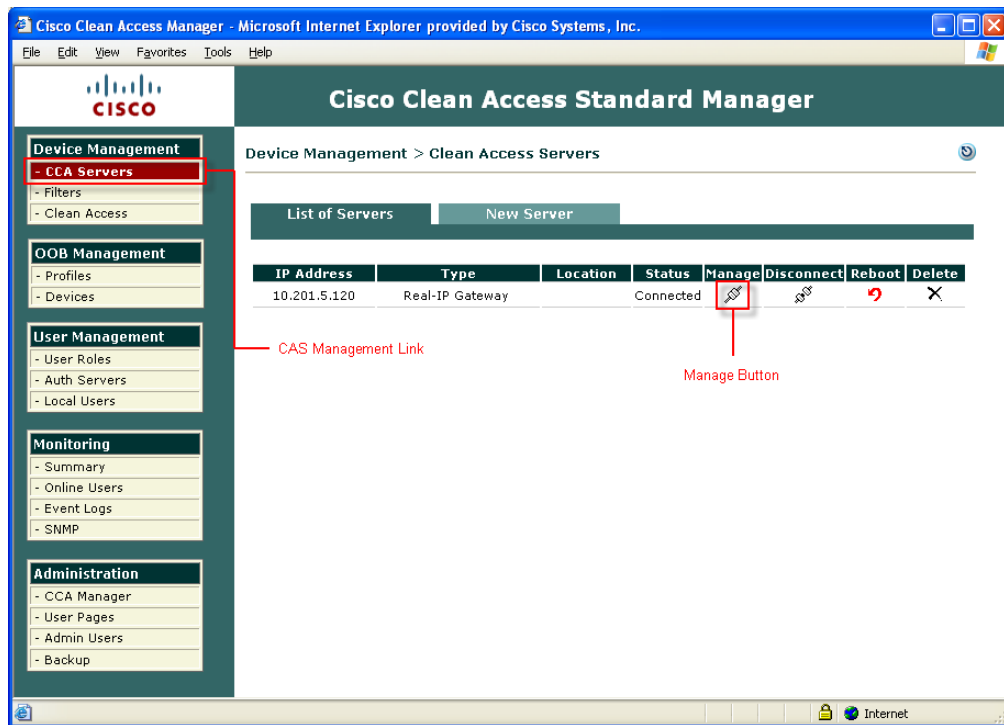 Cisco Clean Access Manager - Microsoft Internet Explorer provided by Cisco Systems, Inc.
File Edit View Favorites Tools Help
CISCO
Cisco Clean Access Standard Manager
Device Management
- CCA Servers
- Filters
- Clean Access
OOB Management
- Profiles
- Devices
User Management
- User Roles
- Auth Servers
- Local Users
Monitoring
- Summary
- Online Users
- Event Logs
- SNMP
Administration
- CCA Manager
- User Pages
- Admin Users
- Backup
Device Management > Clean Access Servers
List of Servers New Server
IP Address Type Location Status Manage Disconnect Reboot Delete
10.201.5.120 Real-IP Gateway Connected
CAS Management Link
Manage Button
Internet